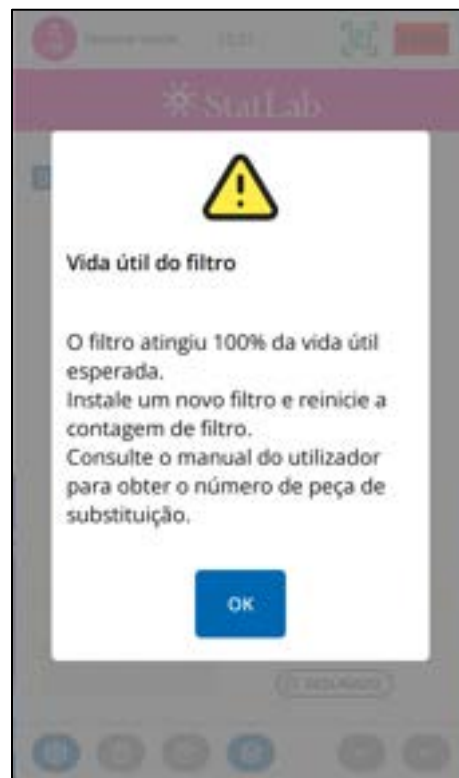 StatLab
Vida útil do filtro
O filtro atingiu 100% da vida útil
esperada.
Instale um novo filtro e reinicie a
contagem de filtro.
Consulte o manual do utilizador
para obter o número de peça de
substituição.
OK